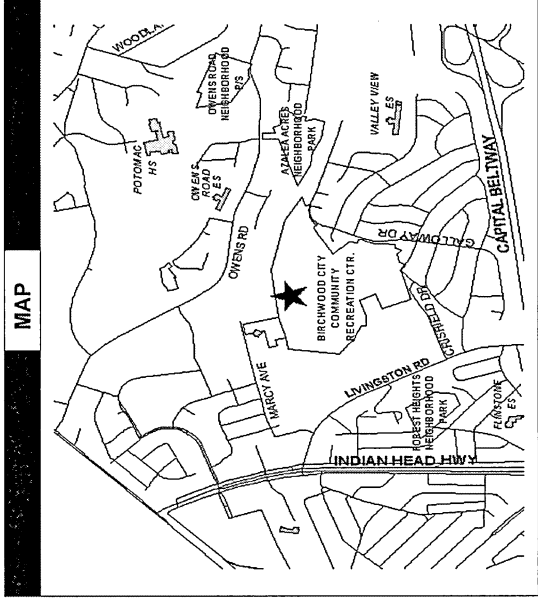 MAP
WOODLA
POTOMAC
HS
OWENS ROAD
NEIGHBORHOOD
P/S
OWENS
ROAD
ES
AZALEA ACRES
NEIGHBORHOOD
PARK
VALLEY VIEW
ES
OWENS RD
BIRCHWOOD CITY
COMMUNITY
RECREATION CTR.
GALLOWAY DR
CAPITAL BELTWAY
MARCY AVE
LIVINGSTON RD
CRISFIELD DR
FOREST HEIGHTS
NEIGHBORHOOD
PARK
FLINSTONE
ES
INDIAN HEAD HWY